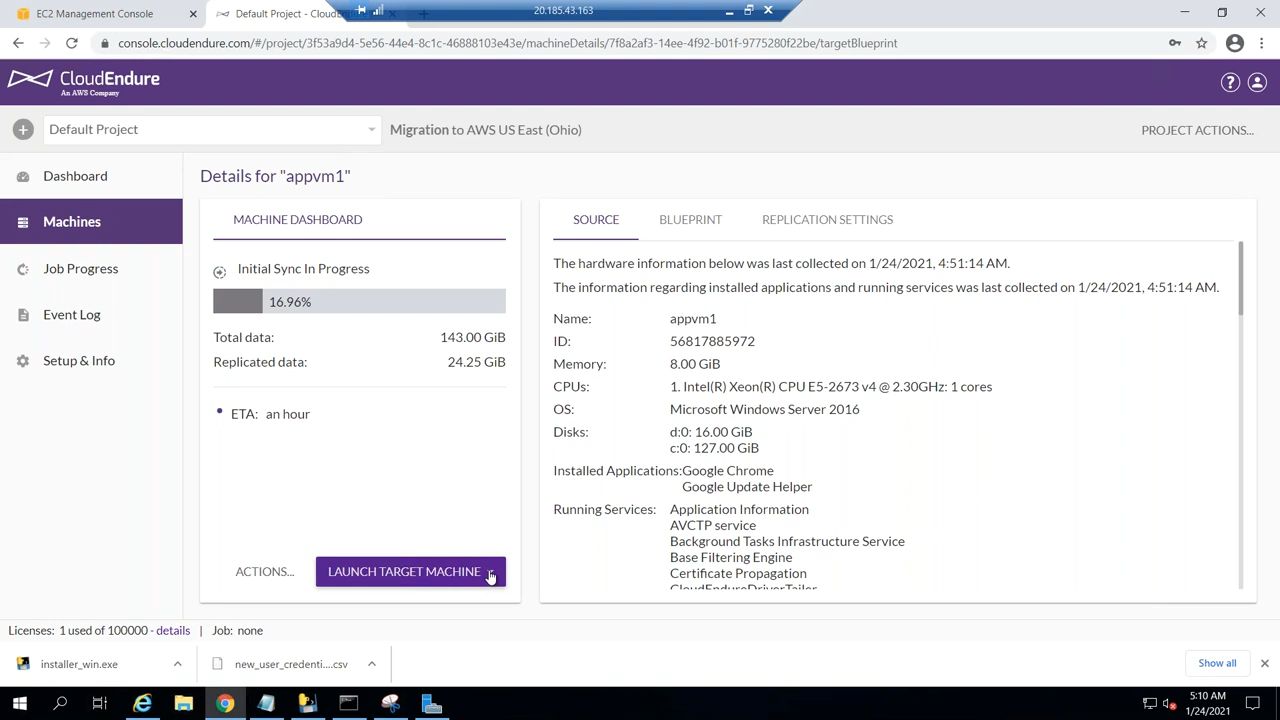 EC2 Management Console
Default Project - CloudEndu
20.185.43.163
console.cloudendure.com/#/project/3f53a9d4-5e56-44e4-8c1c-46888103e43e/machineDetails/7f8a2af3-14ee-4f92-b01f-9775280f22be/targetBlueprint
CloudEndure
An AWS Company
Default Project
Migration to AWS US East (Ohio)
PROJECT ACTIONS...
Dashboard
Machines
Job Progress
Event Log
Setup & Info
Details for "appvm1"
MACHINE DASHBOARD
Initial Sync In Progress
16.96%
Total data: 143.00 GiB
Replicated data: 24.25 GiB
ETA: an hour
ACTIONS...
LAUNCH TARGET MACHINE
SOURCE
BLUEPRINT
REPLICATION SETTINGS
The hardware information below was last collected on 1/24/2021, 4:51:14 AM.
The information regarding installed applications and running services was last collected on 1/24/2021, 4:51:14 AM.
Name: appvm1
ID: 56817885972
Memory: 8.00 GiB
CPUs: 1. Intel(R) Xeon(R) CPU E5-2673 v4 @ 2.30GHz: 1 cores
OS: Microsoft Windows Server 2016
Disks: d:0: 16.00 GiB
c:0: 127.00 GiB
Installed Applications:Google Chrome
Google Update Helper
Running Services: Application Information
AVCTP service
Background Tasks Infrastructure Service
Base Filtering Engine
Certificate Propagation
CloudEndureDriverTailer
Licenses: 1 used of 100000 - details | Job: none
installer_win.exe
new_user_credenti....csv
Show all
5:10 AM
1/24/2021